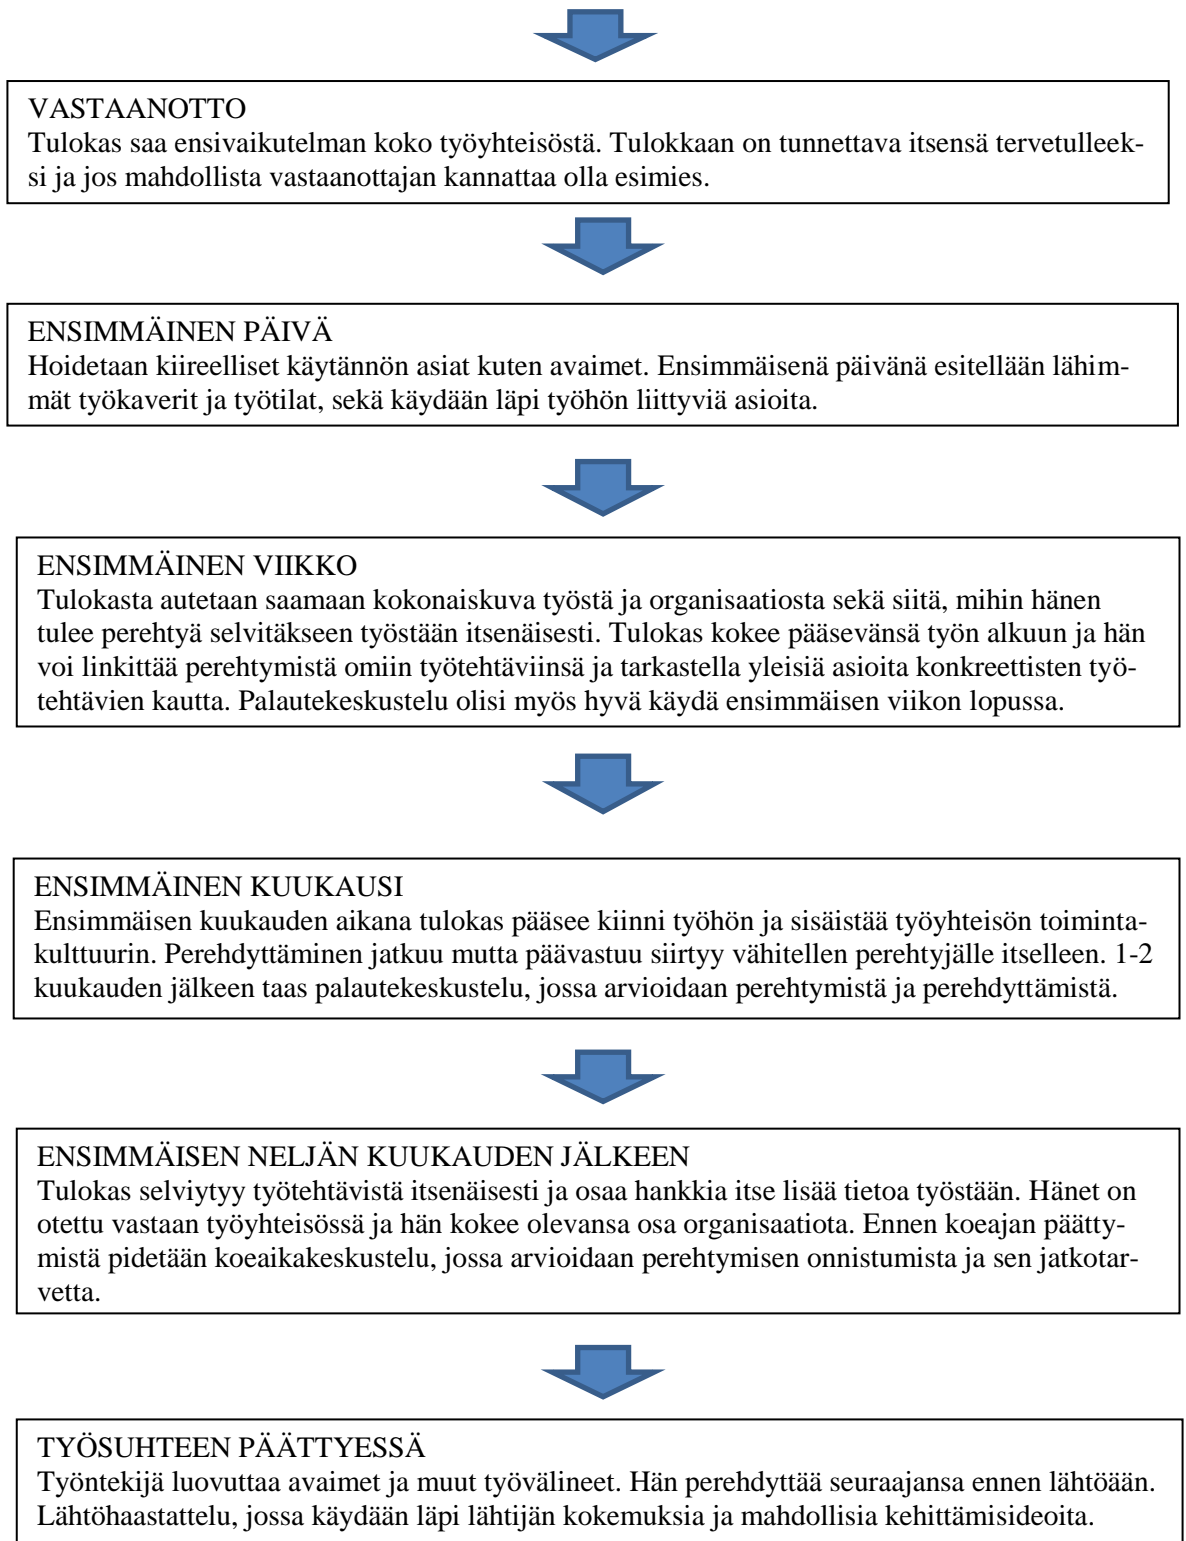 VASTAANOTTO
Tulokas saa ensivaikutelman koko työyhteisöstä. Tulokkaan on tunnettava itsensä tervetulleek-
si ja jos mahdollista vastaanottajan kannattaa olla esimies.
ENSIMMÄINEN PÄIVÄ
Hoidetaan kiireelliset käytännön asiat kuten avaimet. Ensimmäisenä päivänä esitellään lähim-
mät työkaverit ja työtilat, sekä käydään läpi työhön liittyviä asioita.
ENSIMMÄINEN VIIKKO
Tulokasta autetaan saamaan kokonaiskuva työstä ja organisaatiosta sekä siitä, mihin hänen
tulee perehtyä selvitäkseen työstään itsenäisesti. Tulokas kokee pääsevänsä työn alkuun ja hän
voi linkittää perehtymistä omiin työtehtäviinsä ja tarkastella yleisiä asioita konkreettisten työ-
tehtävien kautta. Palautekeskustelu olisi myös hyvä käydä ensimmäisen viikon lopussa.
ENSIMMÄINEN KUUKAUSI
Ensimmäisen kuukauden aikana tulokas pääsee kiinni työhön ja sisäistää työyhteisön toiminta-
kulttuurin. Perehdyttäminen jatkuu mutta päävastuu siirtyy vähitellen perehtyjälle itselleen. 1-2
kuukauden jälkeen taas palautekeskustelu, jossa arvioidaan perehtymistä ja perehdyttämistä.
ENSIMMÄISEN NELJÄN KUUKAUDEN JÄLKEEN
Tulokas selviytyy työtehtävistä itsenäisesti ja osaa hankkia itse lisää tietoa työstään. Hänet on
otettu vastaan työyhteisössä ja hän kokee olevansa osa organisaatiota. Ennen koeajan päätty-
mistä pidetään koeaikakeskustelu, jossa arvioidaan perehtymisen onnistumista ja sen jatkotar-
vetta.
TYÖSUHTEEN PÄÄTTYESSÄ
Työntekijä luovuttaa avaimet ja muut työvälineet. Hän perehdyttää seuraajansa ennen lähtöään.
Lähtöhaastattelu, jossa käydään läpi lähtijän kokemuksia ja mahdollisia kehittämisideoita.